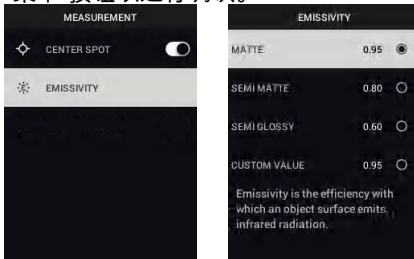 MEASUREMENT
CENTER SPOT
EMISSIVITY
EMISSIVITY
MATTE 0.95
SEMI MATTE 0.80
SEMI GLOSSY 0.60
CUSTOM VALUE 0.95
Emissivity is the efficiency with
which an object surface emits
infrared radiation.